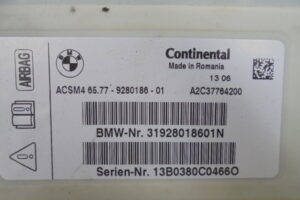 AIRBAG
BMW
Continental
Made in Romania
13 06
ACSM4 65.77 - 9280186 - 01
A2C37764200
BMW-Nr. 31928018601N
Serien-Nr. 13B0380C0466O